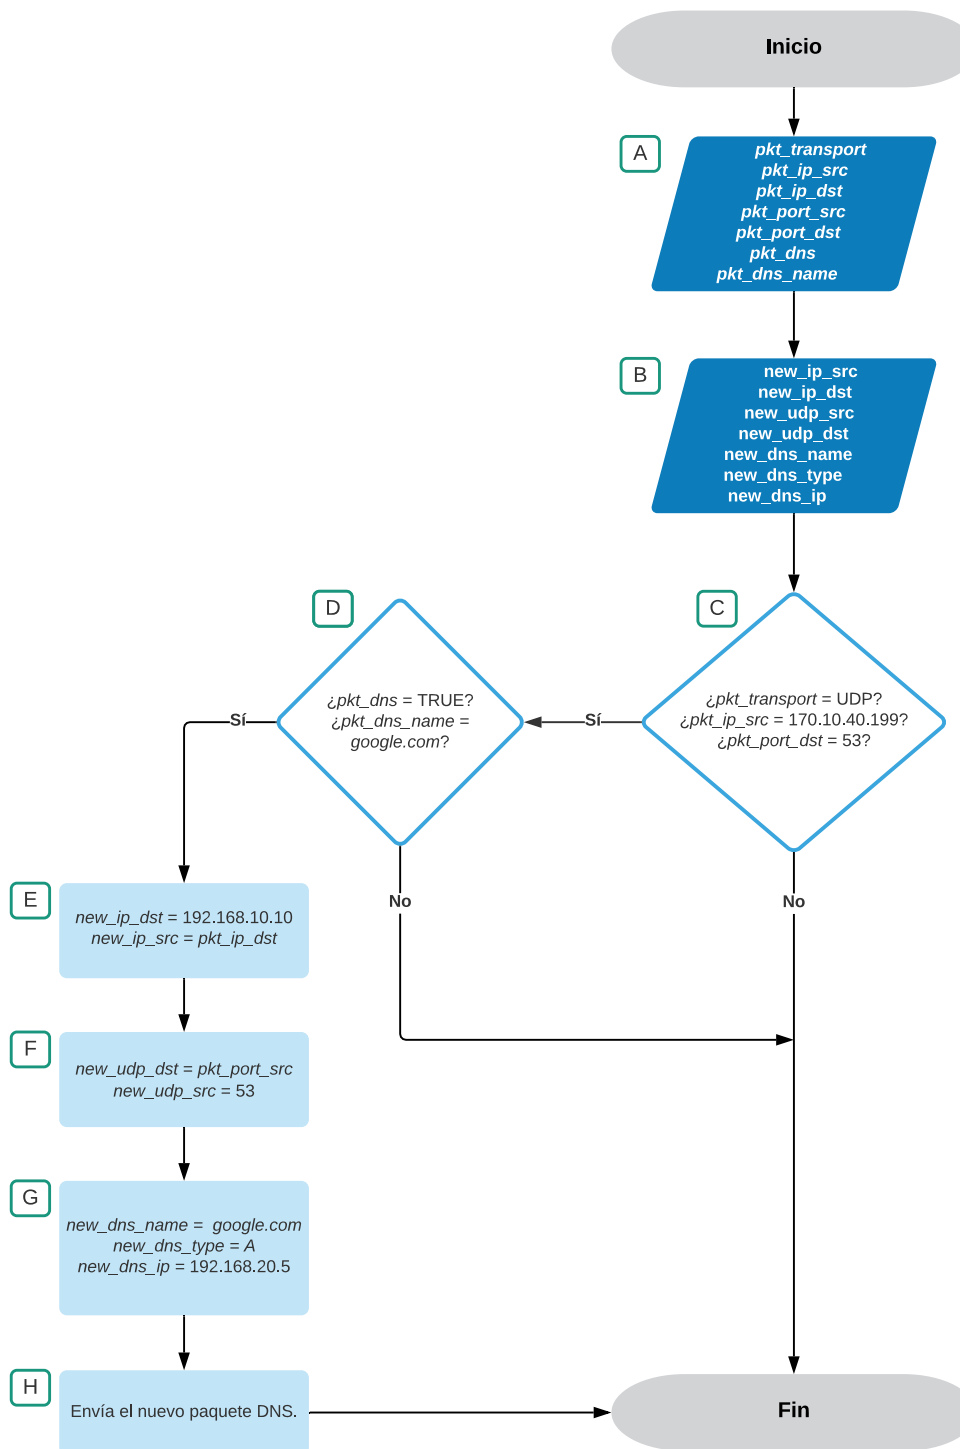 Inicio
A
pkt_transport
pkt_ip_src
pkt_ip_dst
pkt_port_src
pkt_port_dst
pkt_dns
pkt_dns_name
B
new_ip_src
new_ip_dst
new_udp_src
new_udp_dst
new_dns_name
new_dns_type
new_dns_ip
C
¿pkt_transport = UDP?
¿pkt_ip_src = 170.10.40.199?
¿pkt_port_dst = 53?
Sí
No
D
¿pkt_dns = TRUE?
¿pkt_dns_name =
google.com?
Sí
No
E
new_ip_dst = 192.168.10.10
new_ip_src = pkt_ip_dst
F
new_udp_dst = pkt_port_src
new_udp_src = 53
G
new_dns_name = google.com
new_dns_type = A
new_dns_ip = 192.168.20.5
H
Envía el nuevo paquete DNS.
Fin